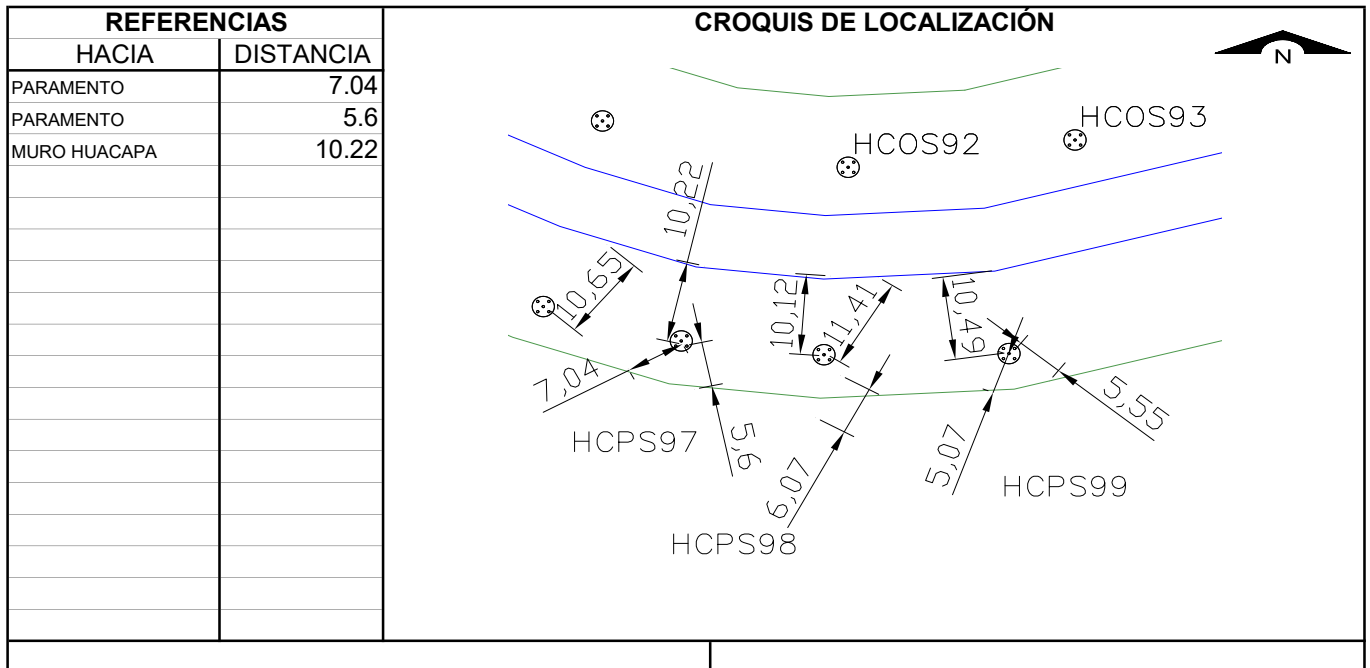 REFERENCIAS
HACIA DISTANCIA
PARAMENTO 7.04
PARAMENTO 5.6
MURO HUACAPA 10.22
CROQUIS DE LOCALIZACIÓN
N
HCOS92
HCOS93
10,22
10,65
10,12
11,41
10,49
7,04
5,6
6,07
5,07
5,55
HCPS97
HCPS98
HCPS99